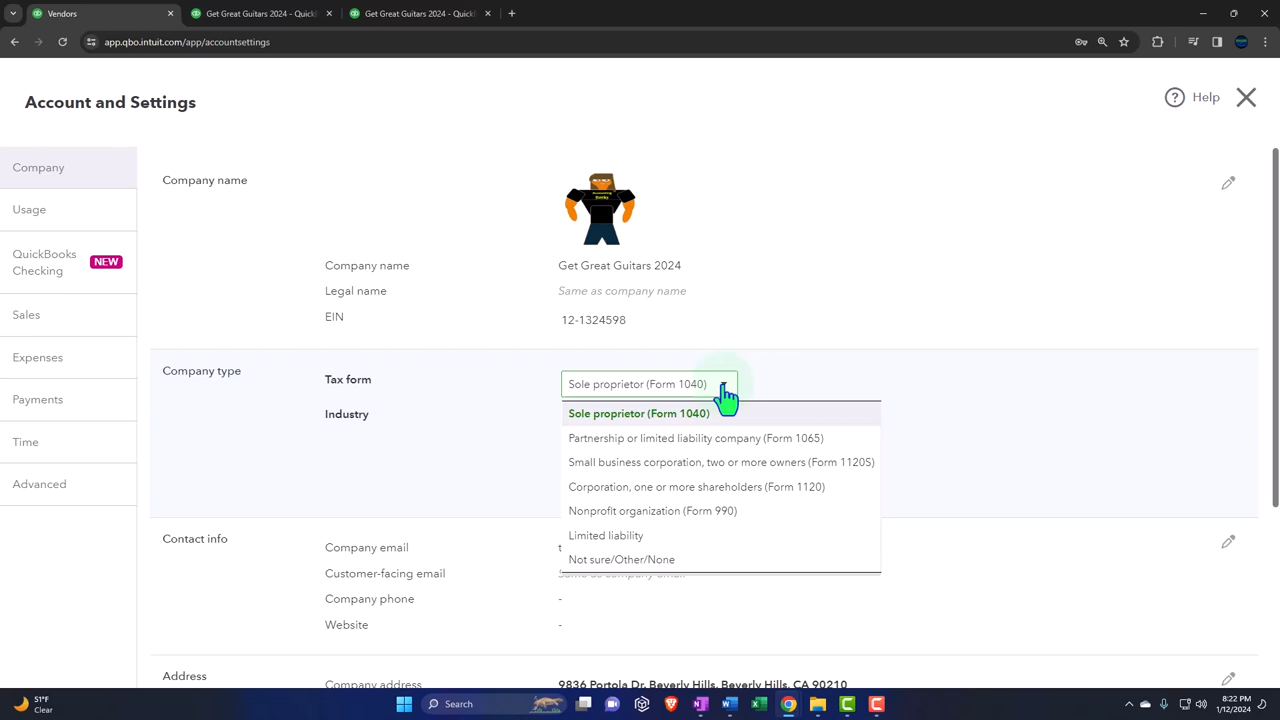 Vendors
Get Great Guitars 2024 - QuickB
Get Great Guitars 2024 - QuickB
app.qbo.intuit.com/app/accountsettings
Account and Settings
? Help
Company
Usage
QuickBooks Checking NEW
Sales
Expenses
Payments
Time
Advanced
Company name
Company name Get Great Guitars 2024
Legal name Same as company name
EIN 12-1324598
Company type
Tax form Sole proprietor (Form 1040)
Industry
Sole proprietor (Form 1040)
Partnership or limited liability company (Form 1065)
Small business corporation, two or more owners (Form 1120S)
Corporation, one or more shareholders (Form 1120)
Nonprofit organization (Form 990)
Limited liability
Not sure/Other/None
Contact info
Company email t
Customer-facing email Same as company email
Company phone -
Website -
Address
Company address 9836 Portola Dr, Beverly Hills, Beverly Hills, CA 90210
51°F
Clear
Search
8:22 PM
1/12/2024